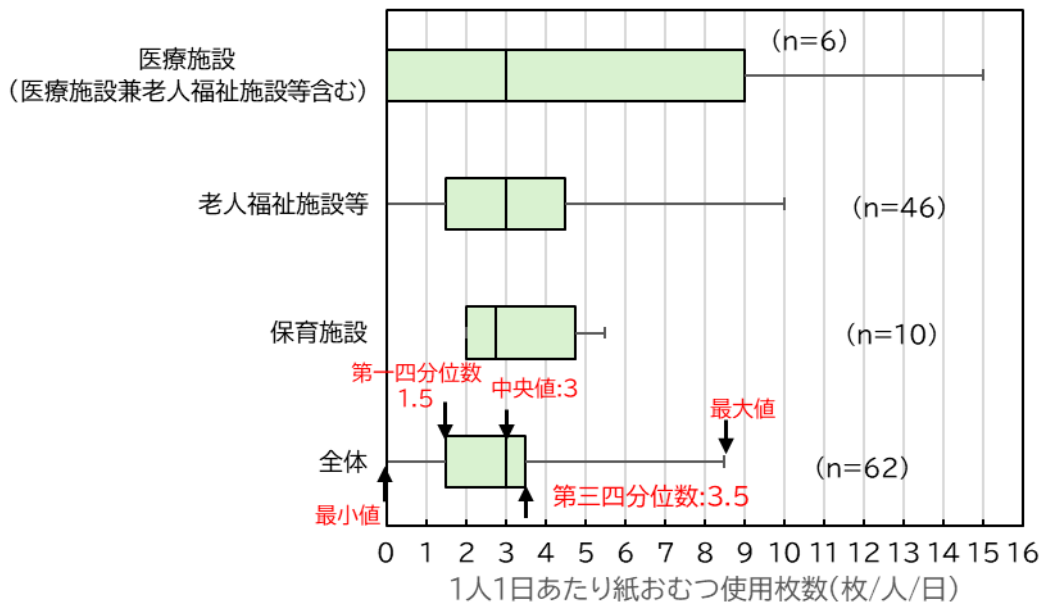 医療施設
（医療施設兼老人福祉施設等含む）
（n=6）
老人福祉施設等
（n=46）
保育施設
（n=10）
第一四分位数
1.5
中央値:3
最大値
全体
（n=62）
最小値
第三四分位数:3.5
0 1 2 3 4 5 6 7 8 9 10 11 12 13 14 15 16
1人1日あたり紙おむつ使用枚数(枚/人/日)